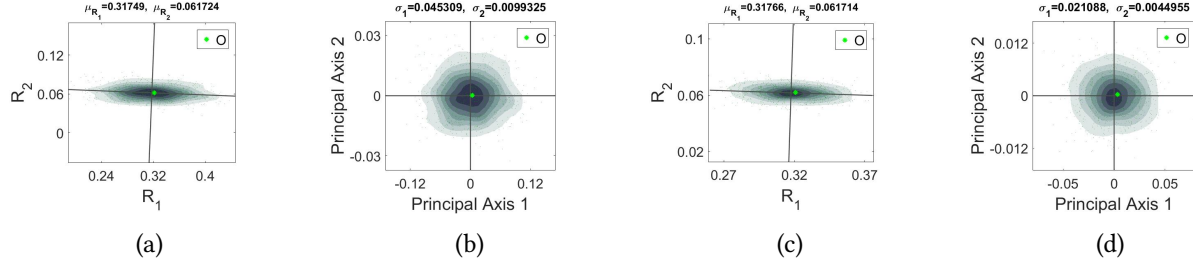 μ_R₁=0.31749, μ_R₂=0.061724
O
0.12
0.06
0
R₂
0.24
0.32
0.4
R₁
(a)
σ₁=0.045309, σ₂=0.0099325
O
0.03
0
-0.03
Principal Axis 2
-0.12
0
0.12
Principal Axis 1
(b)
μ_R₁=0.31766, μ_R₂=0.061714
O
0.1
0.06
0.02
R₂
0.27
0.32
0.37
R₁
(c)
σ₁=0.021088, σ₂=0.0044955
O
0.012
0
-0.012
Principal Axis 2
-0.05
0
0.05
Principal Axis 1
(d)